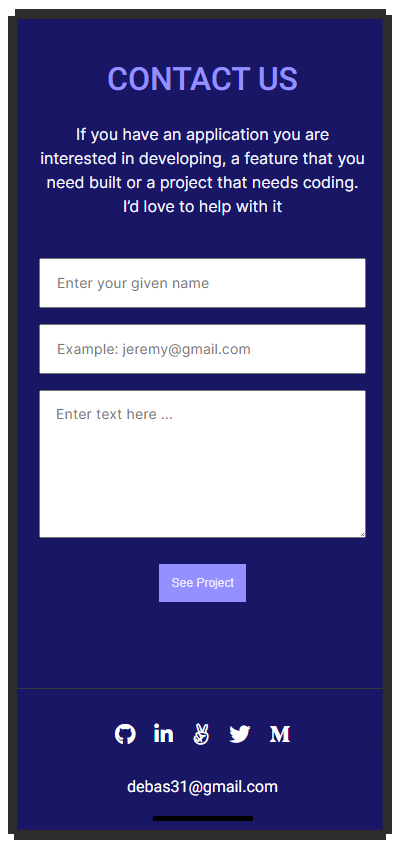 CONTACT US
If you have an application you are
interested in developing, a feature that you
need built or a project that needs coding.
I’d love to help with it
Enter your given name
Example: jeremy@gmail.com
Enter text here ...
See Project
debas31@gmail.com